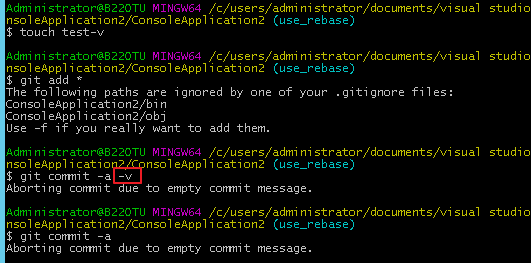 Administrator@B22OTU MINGW64 /c/users/administrator/documents/visual studio
nsoleApplication2/ConsoleApplication2 (use_rebase)
$ touch test-v
Administrator@B22OTU MINGW64 /c/users/administrator/documents/visual studio
nsoleApplication2/ConsoleApplication2 (use_rebase)
$ git add *
The following paths are ignored by one of your .gitignore files:
ConsoleApplication2/bin
ConsoleApplication2/obj
Use -f if you really want to add them.
Administrator@B22OTU MINGW64 /c/users/administrator/documents/visual studio
nsoleApplication2/ConsoleApplication2 (use_rebase)
$ git commit -a -v
Aborting commit due to empty commit message.
Administrator@B22OTU MINGW64 /c/users/administrator/documents/visual studio
nsoleApplication2/ConsoleApplication2 (use_rebase)
$ git commit -a
Aborting commit due to empty commit message.